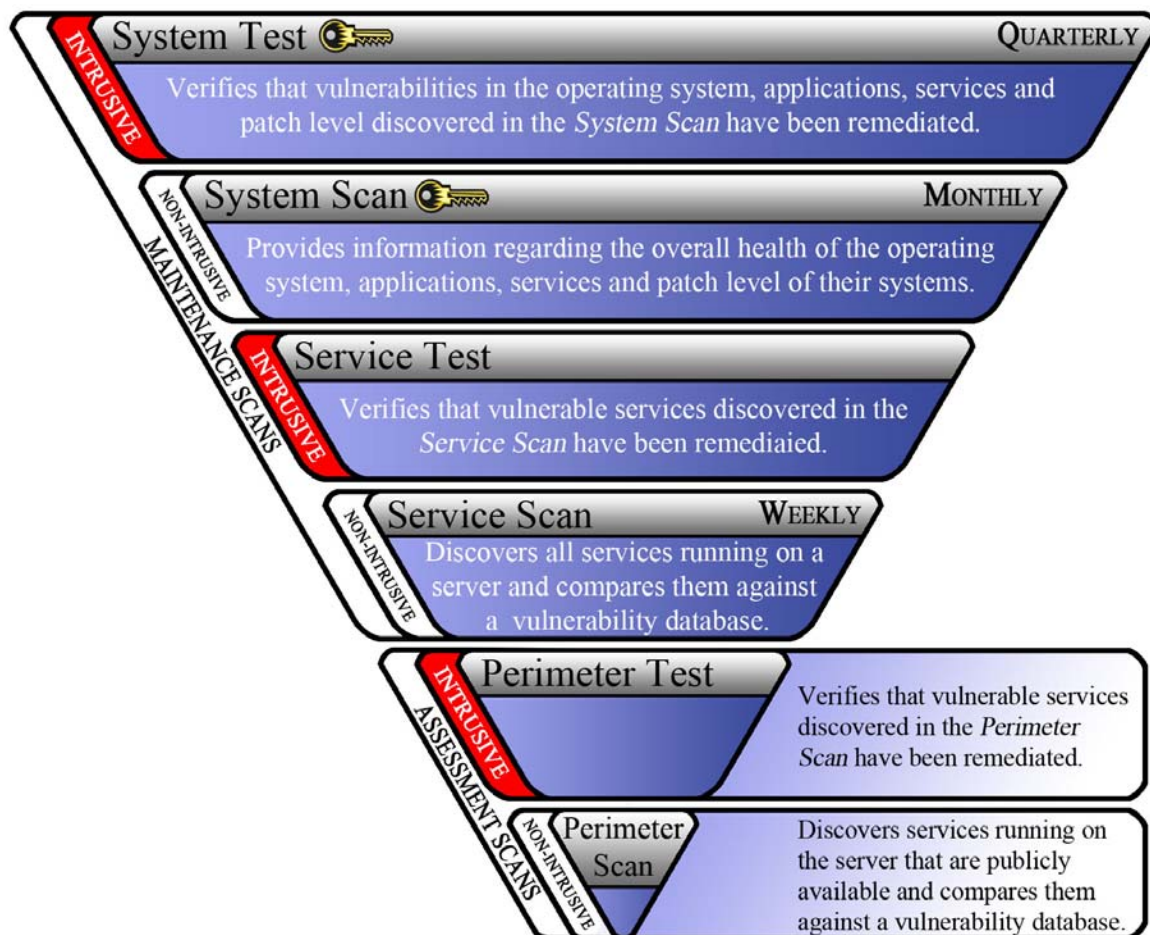 System Test QUARTERLY
INTRUSIVE
Verifies that vulnerabilities in the operating system, applications, services and
patch level discovered in the System Scan have been remediated.
System Scan MONTHLY
NON-INTRUSIVE
Provides information regarding the overall health of the operating
system, applications, services and patch level of their systems.
MAINTENANCE SCANS
Service Test
INTRUSIVE
Verifies that vulnerable services discovered in the
Service Scan have been remediaied.
Service Scan WEEKLY
NON-INTRUSIVE
Discovers all services running on a
server and compares them against
a vulnerability database.
Perimeter Test
INTRUSIVE
Verifies that vulnerable services
discovered in the Perimeter
Scan have been remediated.
ASSESSMENT SCANS
Perimeter
Scan
NON-INTRUSIVE
Discovers services running on
the server that are publicly
available and compares them
against a vulnerability database.